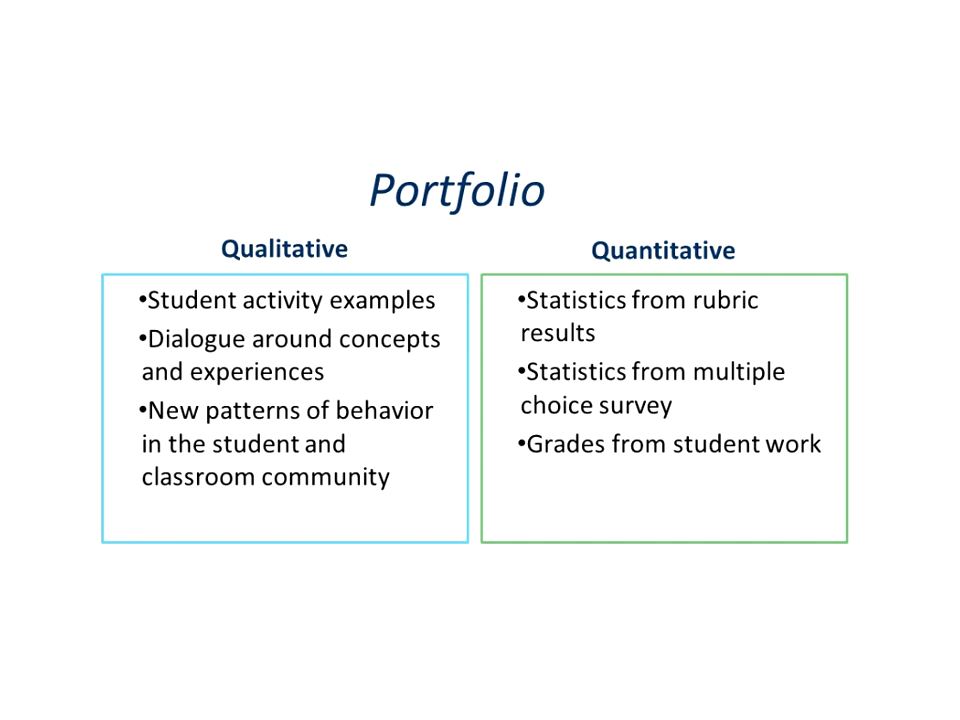 Portfolio
Qualitative
•Student activity examples
•Dialogue around concepts
and experiences
•New patterns of behavior
in the student and
classroom community
Quantitative
•Statistics from rubric
results
•Statistics from multiple
choice survey
•Grades from student work